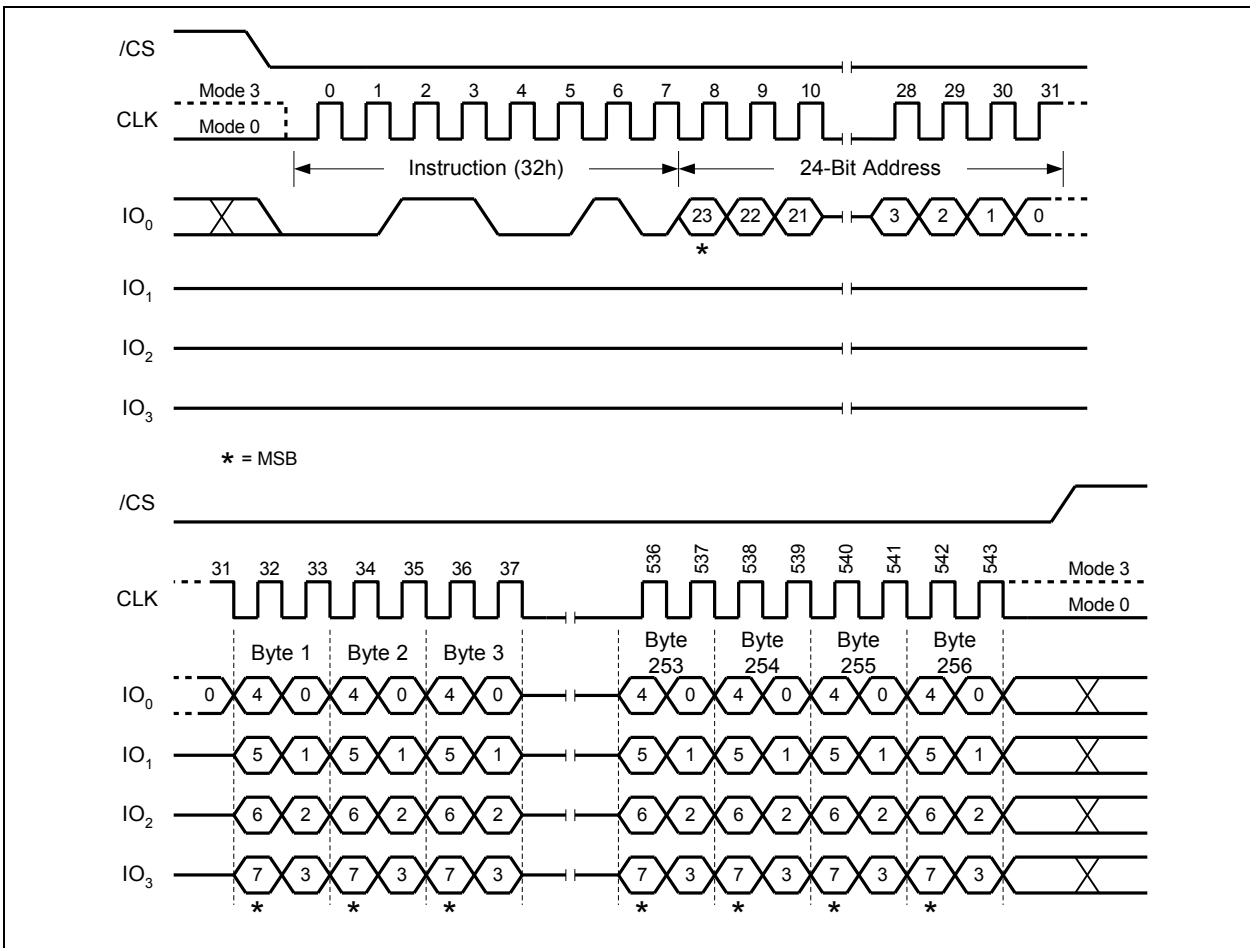 /CS
Mode 3 0 1 2 3 4 5 6 7 8 9 10 28 29 30 31
CLK
Mode 0
Instruction (32h) 24-Bit Address
IO0 23 22 21 3 2 1 0
*
IO1
IO2
IO3
* = MSB
/CS
31 32 33 34 35 36 37 536 537 538 539 540 541 542 543 Mode 3
CLK
Mode 0
Byte 1 Byte 2 Byte 3 Byte 253 Byte 254 Byte 255 Byte 256
IO0 0 4 0 4 0 4 0 4 0 4 0 4 0 4 0
IO1 5 1 5 1 5 1 5 1 5 1 5 1 5 1
IO2 6 2 6 2 6 2 6 2 6 2 6 2 6 2
IO3 7 3 7 3 7 3 7 3 7 3 7 3 7 3
* * * * * * *